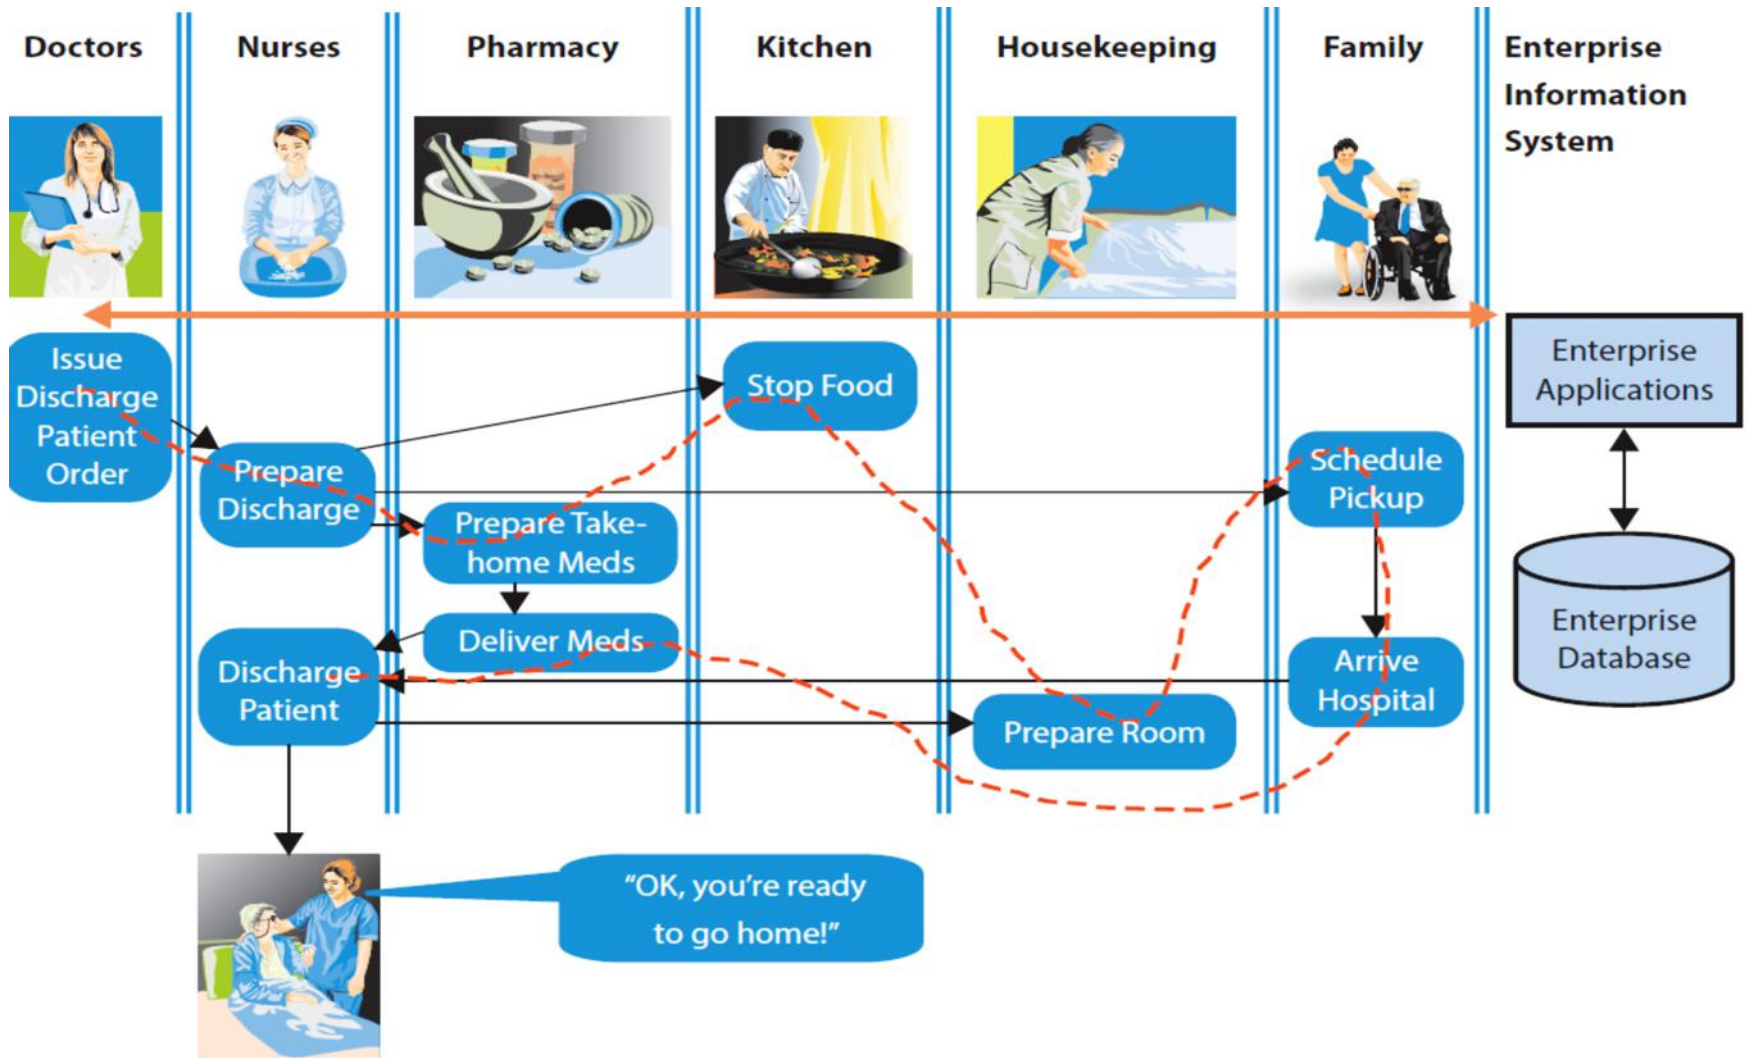 Doctors
Nurses
Pharmacy
Kitchen
Housekeeping
Family
Enterprise
Information
System
Issue
Discharge
Patient
Order
Prepare
Discharge
Prepare Take-
home Meds
Deliver Meds
Discharge
Patient
Stop Food
Prepare Room
Schedule
Pickup
Arrive
Hospital
Enterprise
Applications
Enterprise
Database
“OK, you’re ready
to go home!”